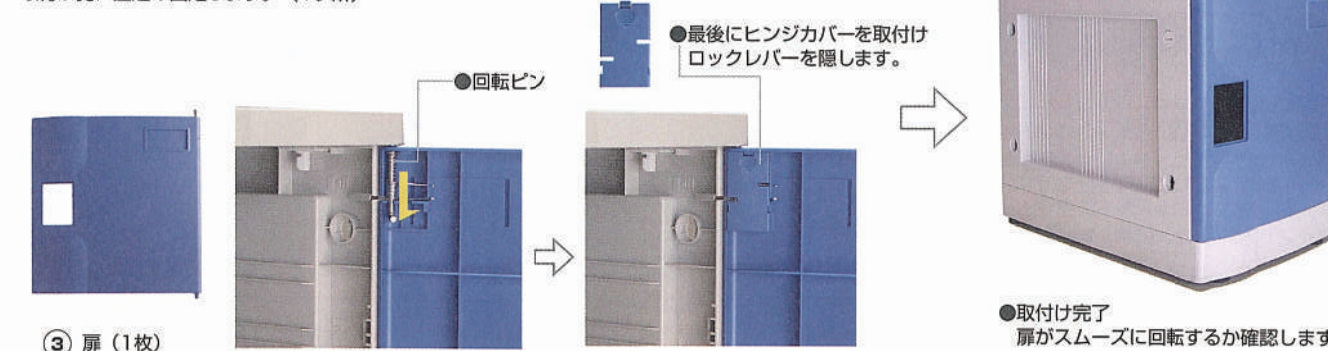 ●最後にヒンジカバーを取付け
ロックレバーを隠します。
●回転ピン
③ 扉（1枚）
●取付け完了
扉がスムーズに回転するか確認します